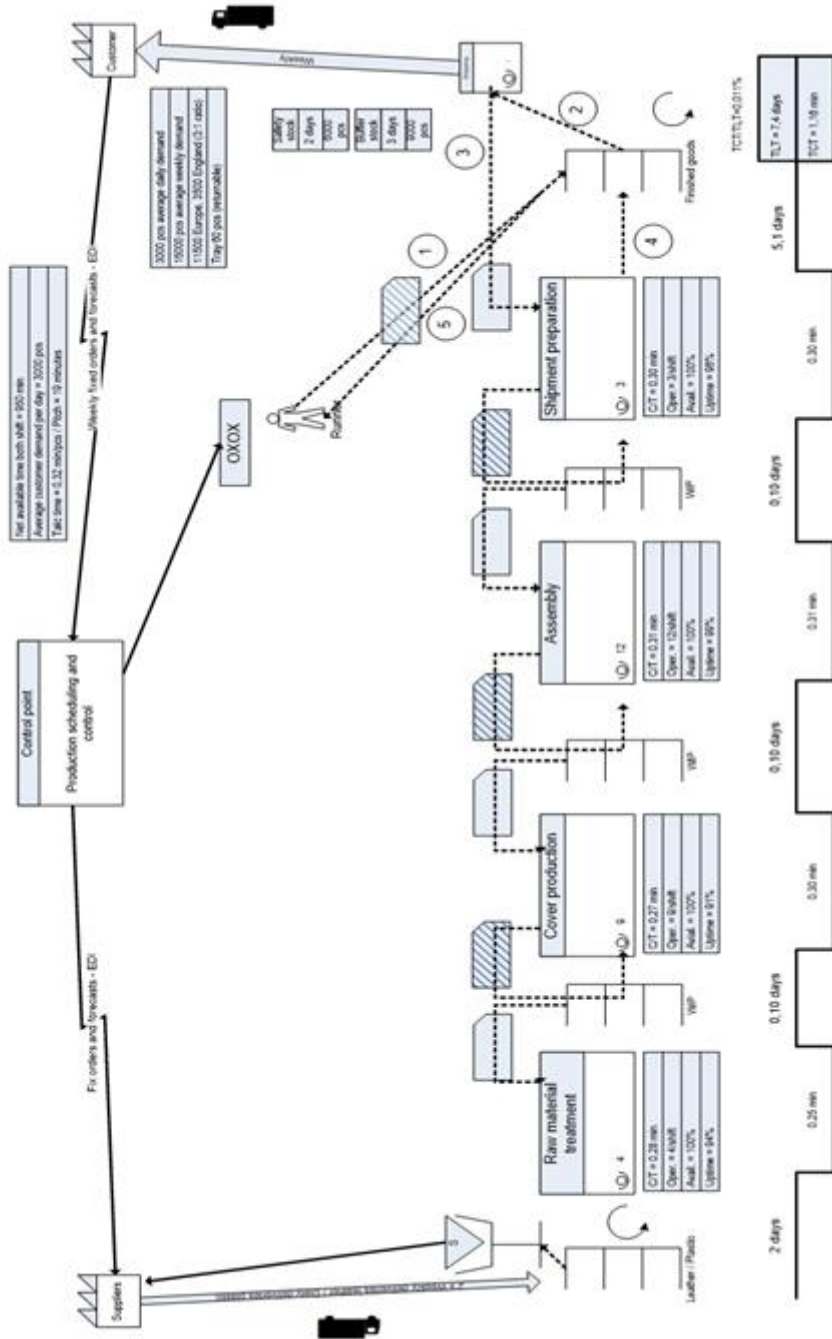 Suppliers
Fix orders and forecasts - EDI
Control point
Production scheduling and
control
Net available time both shift = 960 min
Average customer demand per day = 3000 pcs
Takt time = 0.32 min/pcs / Pitch = 19 minutes
Weekly fixed orders and forecasts - EDI
Customer
3000 pcs average daily demand
15000 pcs average weekly demand
11500 Europe, 3500 England (3:1 ratio)
Tray 60 pcs (returnable)
OXOX
Runner
Safety
stock
2 days
6000
pcs
Buffer
stock
3 days
9000
pcs
Weekly
1
5
3
2
4
S
Leather / Plastic
Raw material
treatment
4
C/T = 0,28 min
Oper. = 4/shift
Avail. = 100%
Uptime = 94%
WIP
Cover production
9
C/T = 0,27 min
Oper. = 9/shift
Avail. = 100%
Uptime = 91%
WIP
Assembly
12
C/T = 0,31 min
Oper. = 12/shift
Avail. = 100%
Uptime = 99%
WIP
Shipment preparation
3
C/T = 0,30 min
Oper. = 3/shift
Avail. = 100%
Uptime = 98%
Finished goods
TCT/TLT=0,011%
TLT = 7,4 days
TCT = 1,16 min
2 days
0.25 min
0,10 days
0.30 min
0,10 days
0.31 min
0,10 days
0.30 min
5,1 days